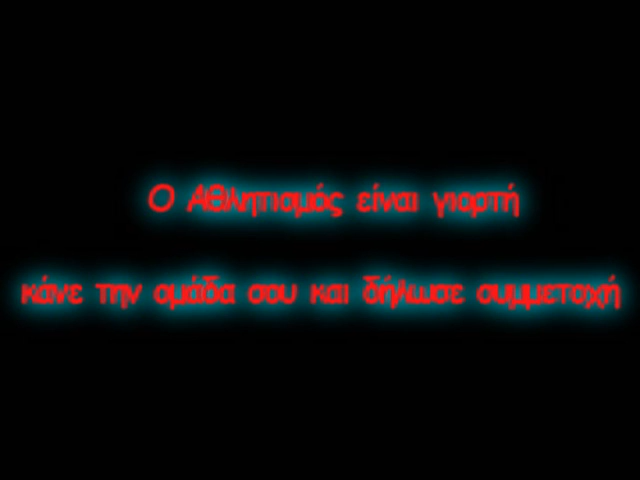 Ο Αθλητισμός είναι γιορτή
κάνε την ομάδα σου και δήλωσε συμμετοχή